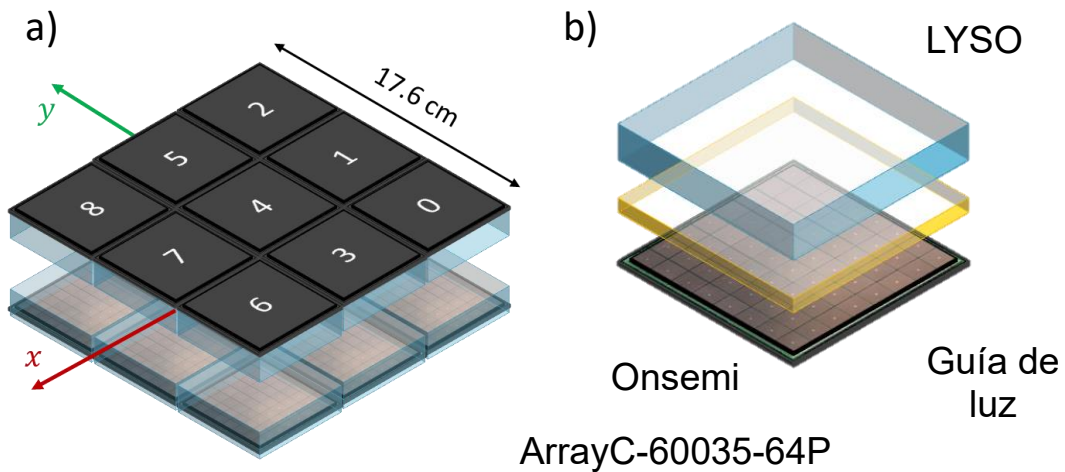 a)
y
17.6 cm
2
5
1
8
4
0
7
3
6
x
b)
LYSO
Onsemi
Guía de
luz
ArrayC-60035-64P